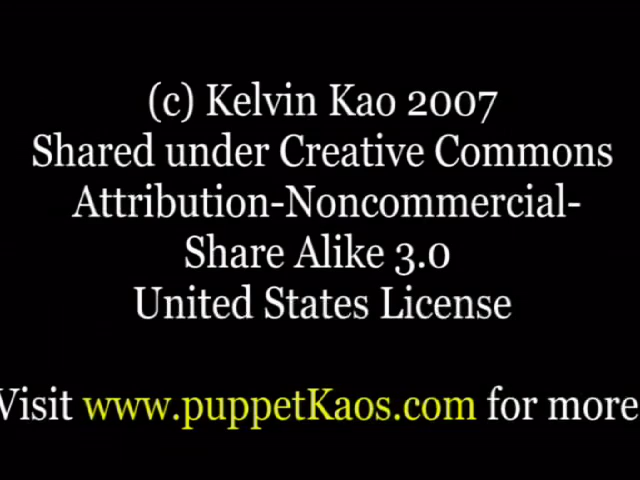 (c) Kelvin Kao 2007
Shared under Creative Commons
Attribution-Noncommercial-
Share Alike 3.0
United States License
Visit www.puppetKaos.com for more